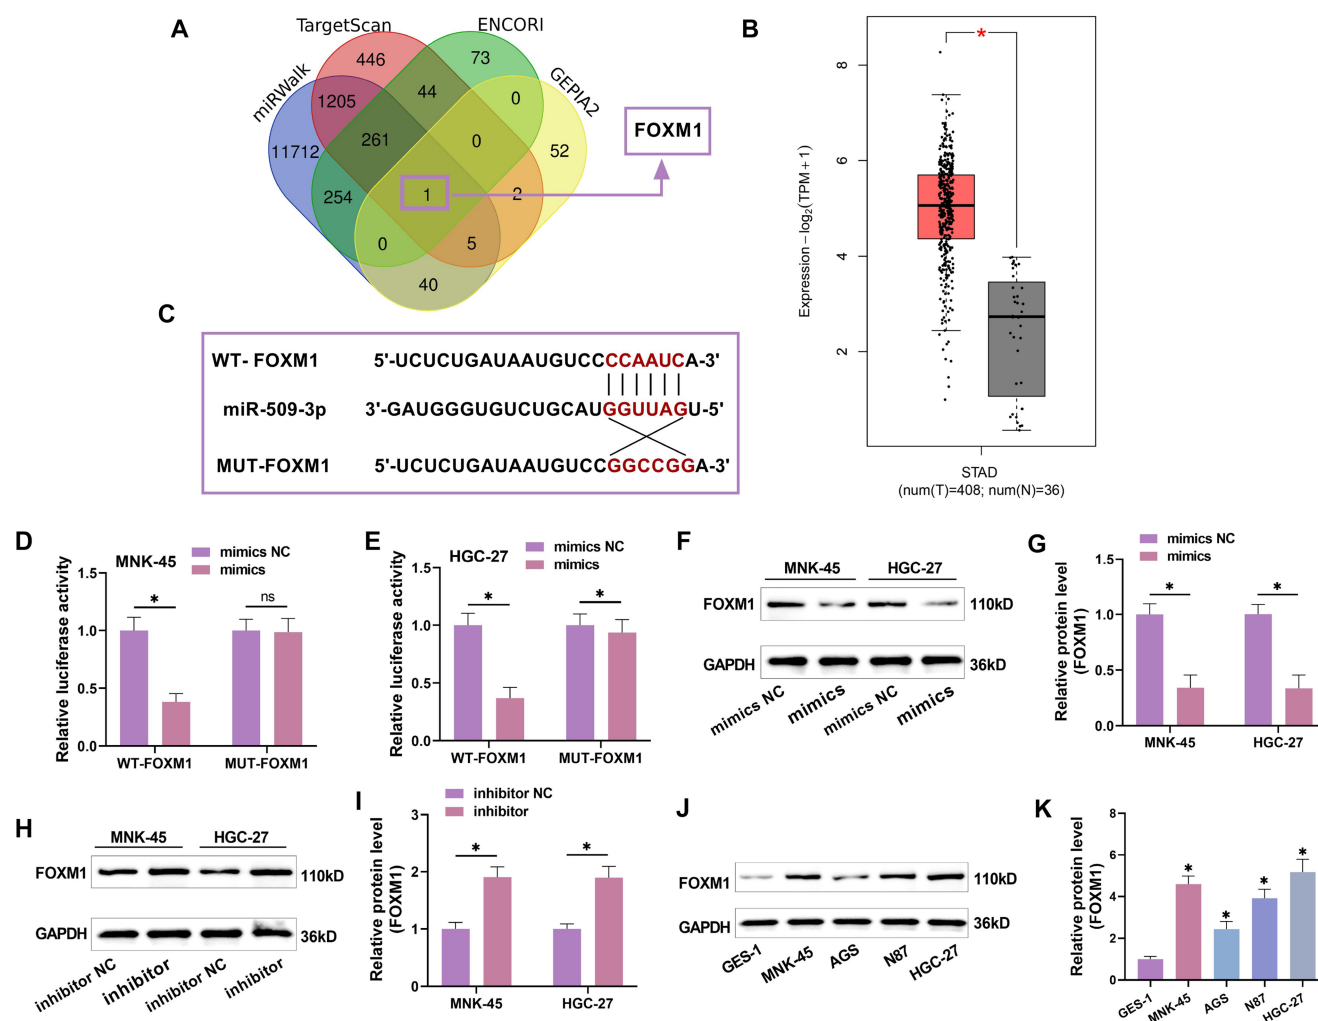 A
TargetScan
ENCORI
miRWalk
GEPIA2
446
73
1205
44
0
11712
261
0
52
254
1
2
0
5
40
FOXM1
B
*
Expression – log2(TPM + 1)
8
6
4
2
STAD
(num(T)=408; num(N)=36)
C
WT- FOXM1 5'-UCUCUGAUAAUGUCCCCAAUCA-3'
miR-509-3p 3'-GAUGGGUGUCUGCAUGGUUAGU-5'
MUT-FOXM1 5'-UCUCUGAUAAUGUCCGGCCGGA-3'
D
MNK-45
mimics NC
mimics
Relative luciferase activity
1.5
1.0
0.5
0.0
*
ns
WT-FOXM1 MUT-FOXM1
E
HGC-27
mimics NC
mimics
Relative luciferase activity
1.5
1.0
0.5
0.0
*
*
WT-FOXM1 MUT-FOXM1
F
MNK-45 HGC-27
FOXM1 110kD
GAPDH 36kD
mimics NC mimics mimics NC mimics
G
mimics NC
mimics
Relative protein level
(FOXM1)
1.5
1.0
0.5
0.0
*
*
MNK-45 HGC-27
H
MNK-45 HGC-27
FOXM1 110kD
GAPDH 36kD
inhibitor NC inhibitor inhibitor NC inhibitor
I
inhibitor NC
inhibitor
Relative protein level
(FOXM1)
3
2
1
0
*
*
MNK-45 HGC-27
J
FOXM1 110kD
GAPDH 36kD
GES-1 MNK-45 AGS N87 HGC-27
K
Relative protein level
(FOXM1)
8
6
4
2
0
*
*
*
*
GES-1 MNK-45 AGS N87 HGC-27